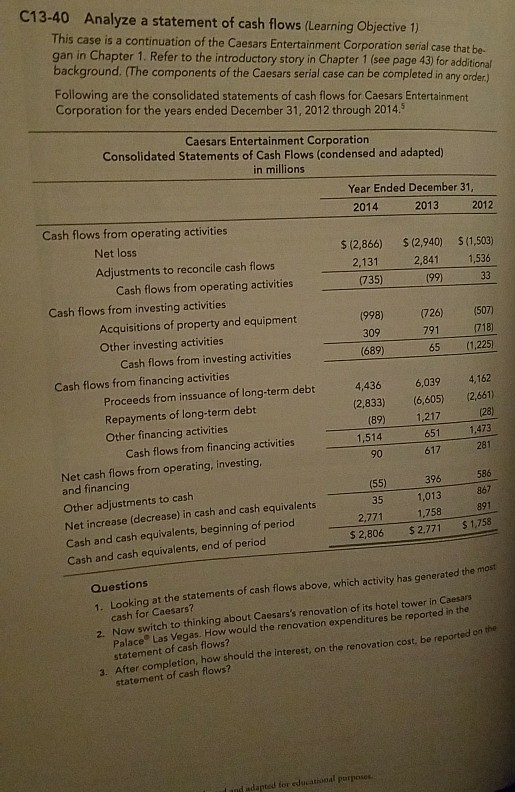 C13-40 Analyze a statement of cash flows (Learning Objective 1)
This case is a continuation of the Caesars Entertainment Corporation serial case that be-
gan in Chapter 1. Refer to the introductory story in Chapter 1 (see page 43) for additional
background. (The components of the Caesars serial case can be completed in any order.)
Following are the consolidated statements of cash flows for Caesars Entertainment
Corporation for the years ended December 31, 2012 through 2014.5
Caesars Entertainment Corporation
Consolidated Statements of Cash Flows (condensed and adapted)
in millions
Year Ended December 31,
2014 2013 2012
Cash flows from operating activities
Net loss $ (2,866) $ (2,940) $ (1,503)
Adjustments to reconcile cash flows 2,131 2,841 1,536
Cash flows from operating activities (735) (99) 33
Cash flows from investing activities
Acquisitions of property and equipment (998) (726) (507)
Other investing activities 309 791 (718)
Cash flows from investing activities (689) 65 (1,225)
Cash flows from financing activities
Proceeds from inssuance of long-term debt 4,436 6,039 4,162
Repayments of long-term debt (2,833) (6,605) (2,661)
Other financing activities (89) 1,217 (28)
Cash flows from financing activities 1,514 651 1,473
Net cash flows from operating, investing, 90 617 281
and financing
Other adjustments to cash (55) 396 586
Net increase (decrease) in cash and cash equivalents 35 1,013 867
Cash and cash equivalents, beginning of period 2,771 1,758 891
Cash and cash equivalents, end of period $ 2,806 $ 2,771 $ 1,758
Questions
1. Looking at the statements of cash flows above, which activity has generated the most
cash for Caesars?
2. Now switch to thinking about Caesars's renovation of its hotel tower in Caesars
Palace® Las Vegas. How would the renovation expenditures be reported in the
statement of cash flows?
3. After completion, how should the interest, on the renovation cost, be reported on the
statement of cash flows?
and adapted for educational purposes.